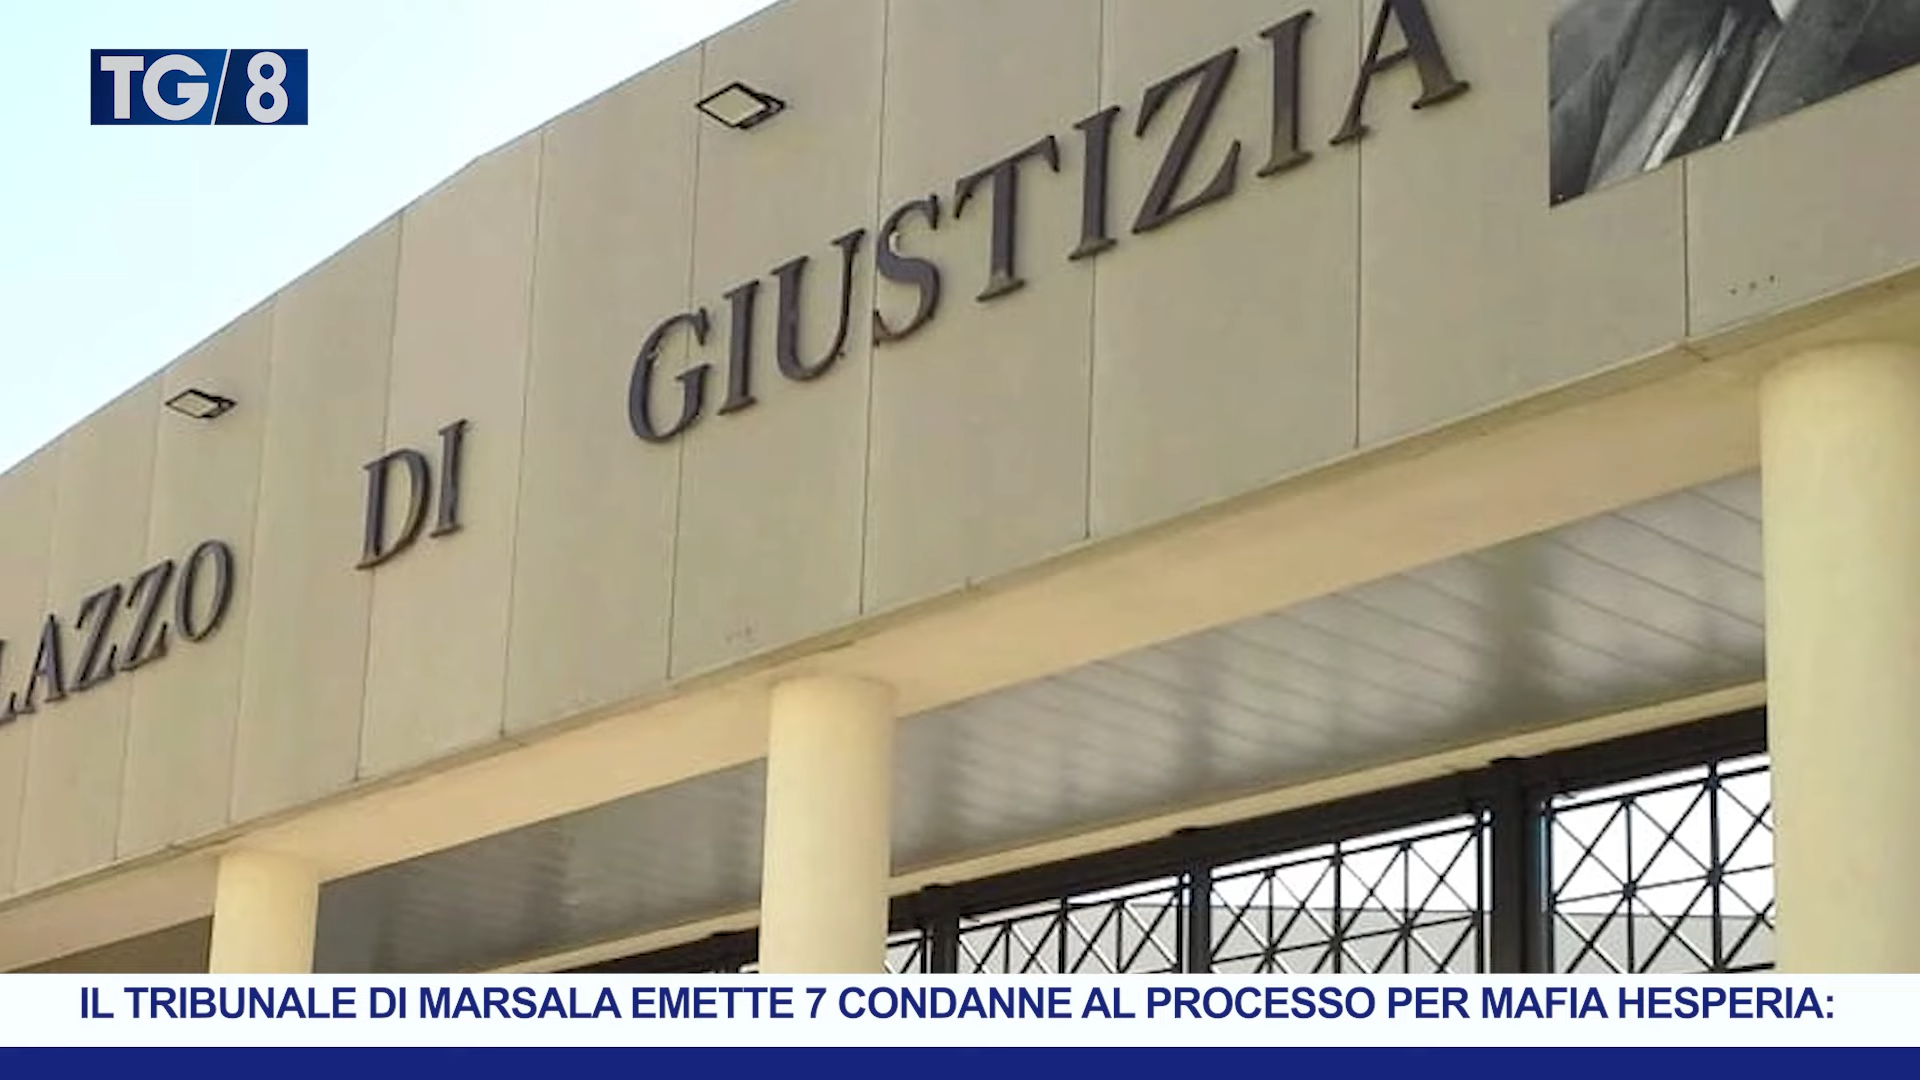 TG/8
LAZZO DI GIUSTIZIA
IL TRIBUNALE DI MARSALA EMETTE 7 CONDANNE AL PROCESSO PER MAFIA HESPERIA: